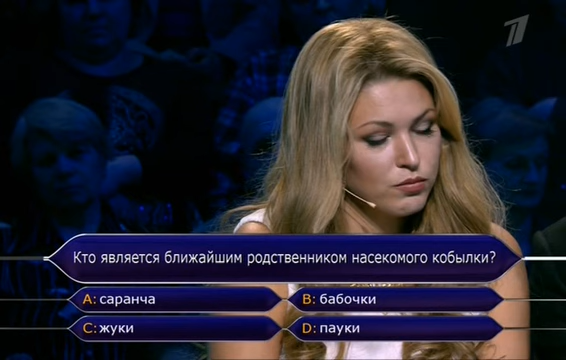 Кто является ближайшим родственником насекомого кобылки?
A: саранча
B: бабочки
C: жуки
D: пауки